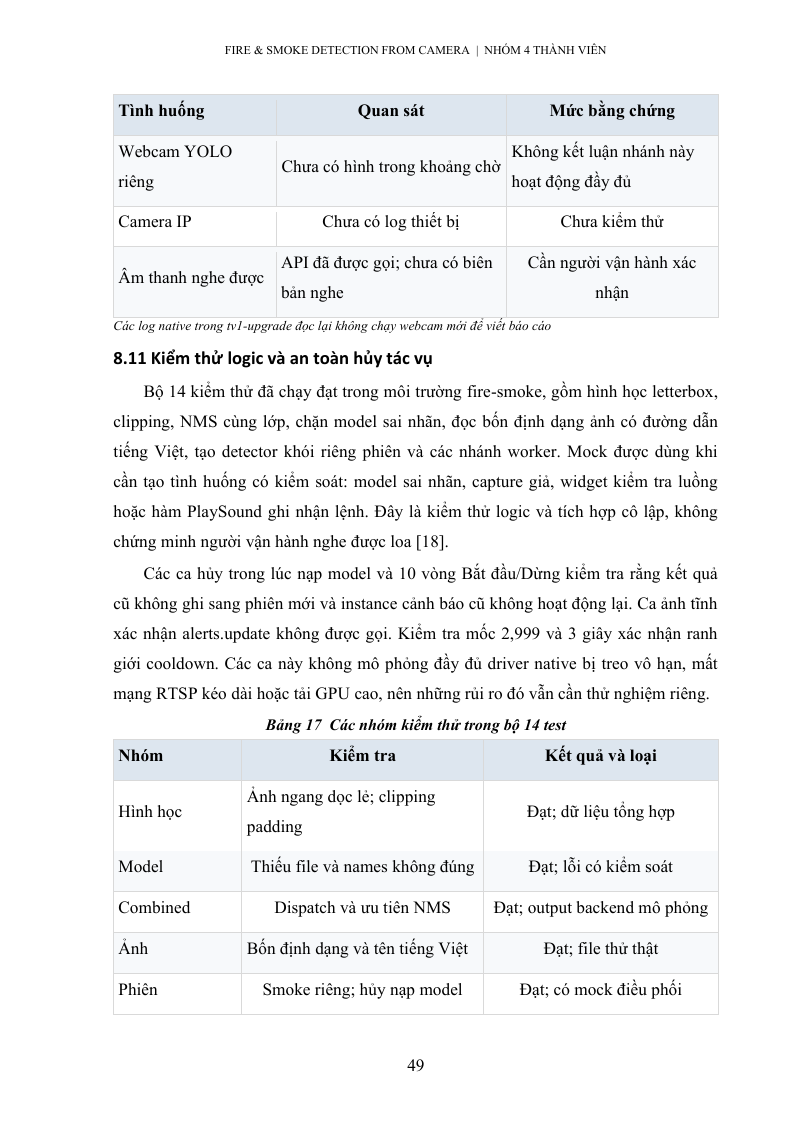 FIRE & SMOKE DETECTION FROM CAMERA | NHÓM 4 THÀNH VIÊN
Tình huống Quan sát Mức bằng chứng
Webcam YOLO riêng Chưa có hình trong khoảng chờ Không kết luận nhánh này hoạt động đầy đủ
Camera IP Chưa có log thiết bị Chưa kiểm thử
Âm thanh nghe được API đã được gọi; chưa có biên bản nghe Cần người vận hành xác nhận
Các log native trong tv1-upgrade đọc lại không chạy webcam mới để viết báo cáo
8.11 Kiểm thử logic và an toàn hủy tác vụ
Bộ 14 kiểm thử đã chạy đạt trong môi trường fire-smoke, gồm hình học letterbox,
clipping, NMS cùng lớp, chặn model sai nhãn, đọc bốn định dạng ảnh có đường dẫn
tiếng Việt, tạo detector khói riêng phiên và các nhánh worker. Mock được dùng khi
cần tạo tình huống có kiểm soát: model sai nhãn, capture giả, widget kiểm tra luồng
hoặc hàm PlaySound ghi nhận lệnh. Đây là kiểm thử logic và tích hợp cô lập, không
chứng minh người vận hành nghe được loa [18].
Các ca hủy trong lúc nạp model và 10 vòng Bắt đầu/Dừng kiểm tra rằng kết quả
cũ không ghi sang phiên mới và instance cảnh báo cũ không hoạt động lại. Ca ảnh tĩnh
xác nhận alerts.update không được gọi. Kiểm tra mốc 2,999 và 3 giây xác nhận ranh
giới cooldown. Các ca này không mô phỏng đầy đủ driver native bị treo vô hạn, mất
mạng RTSP kéo dài hoặc tải GPU cao, nên những rủi ro đó vẫn cần thử nghiệm riêng.
Bảng 17 Các nhóm kiểm thử trong bộ 14 test
Nhóm Kiểm tra Kết quả và loại
Hình học Ảnh ngang dọc lẻ; clipping padding Đạt; dữ liệu tổng hợp
Model Thiếu file và names không đúng Đạt; lỗi có kiểm soát
Combined Dispatch và ưu tiên NMS Đạt; output backend mô phỏng
Ảnh Bốn định dạng và tên tiếng Việt Đạt; file thử thật
Phiên Smoke riêng; hủy nạp model Đạt; có mock điều phối
49